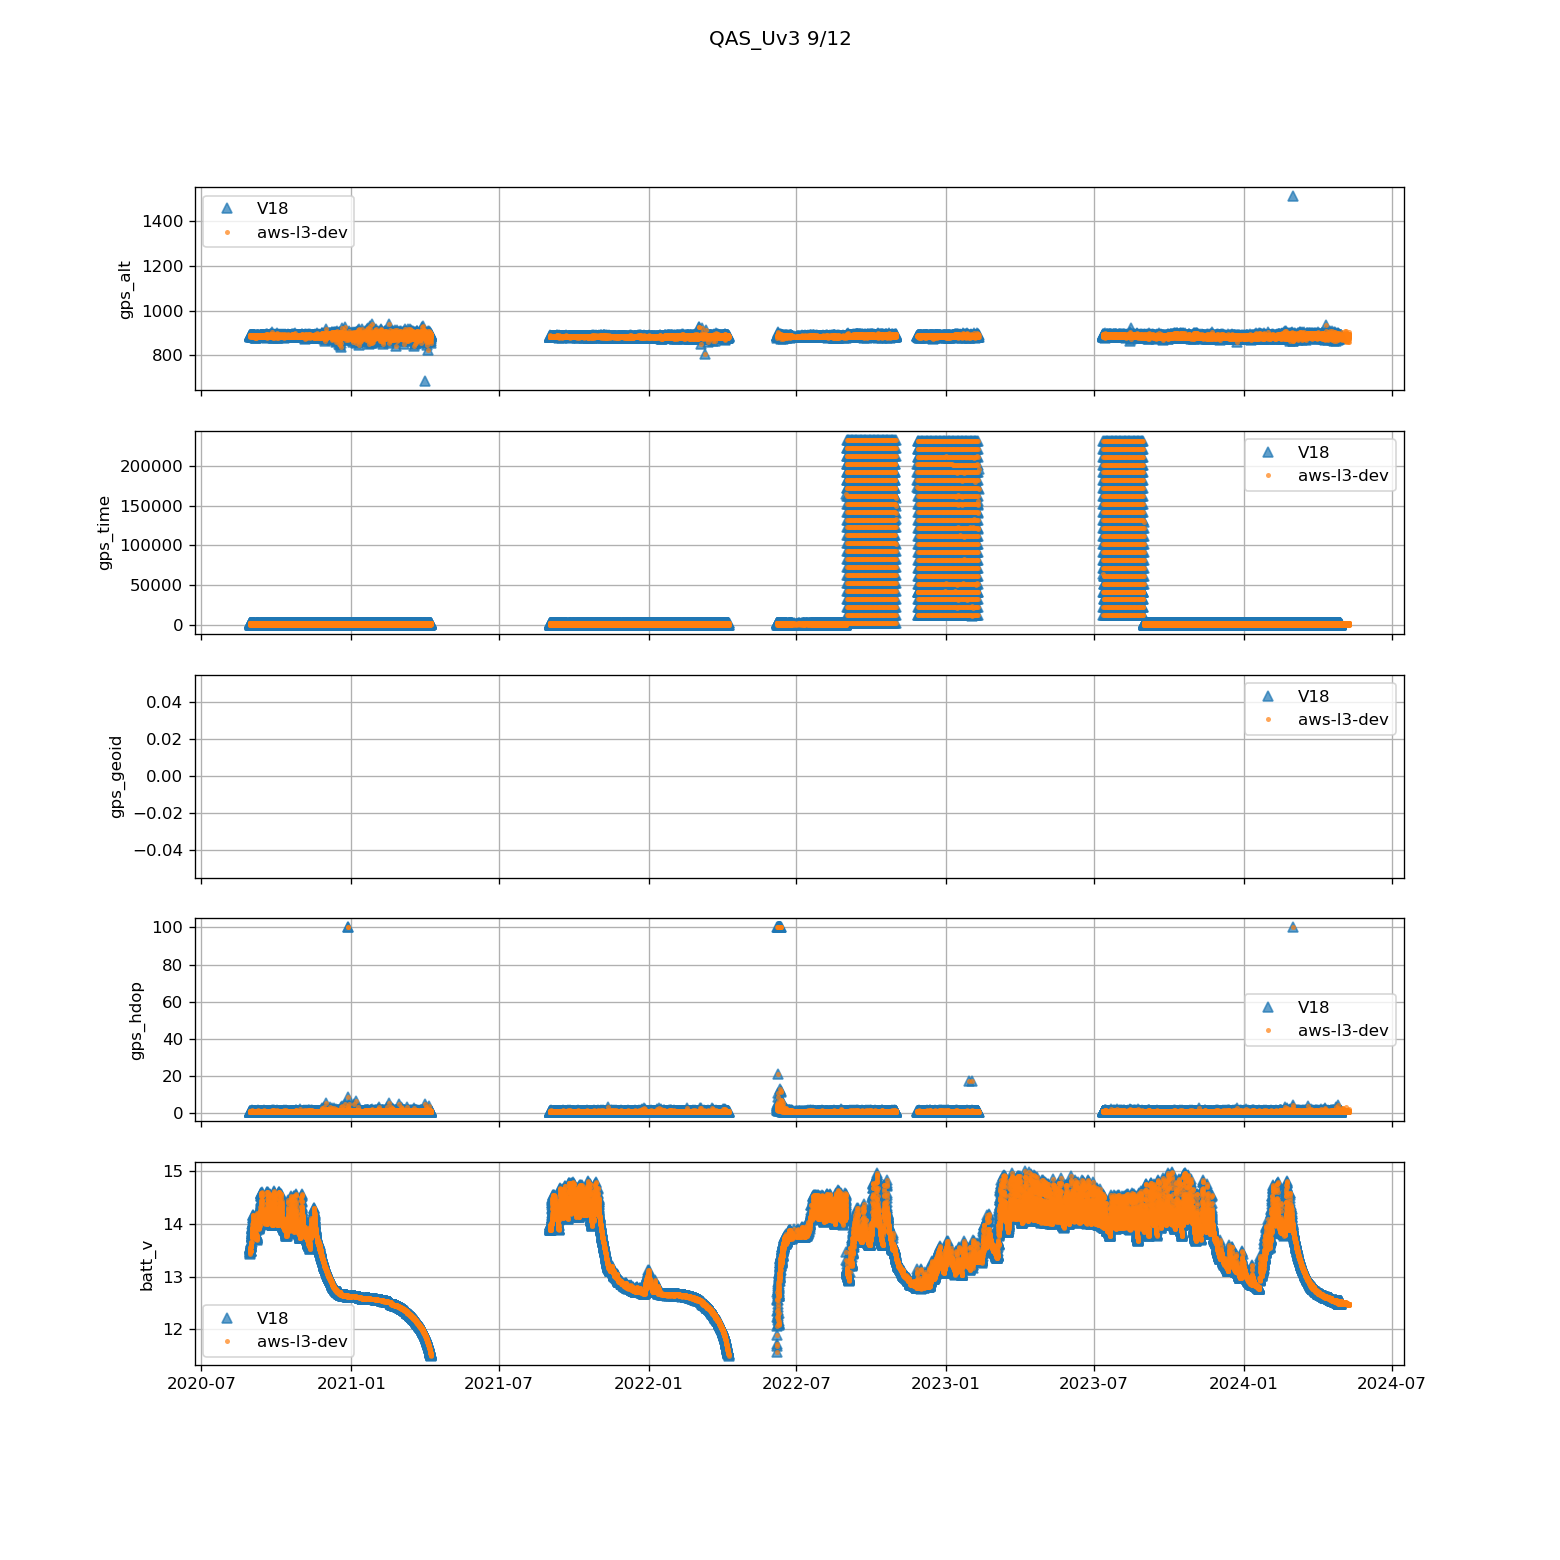 QAS_Uv3 9/12
gps_alt
1400
1200
1000
800
V18
aws-l3-dev
gps_time
200000
150000
100000
50000
0
V18
aws-l3-dev
gps_geoid
0.04
0.02
0.00
−0.02
−0.04
V18
aws-l3-dev
gps_hdop
100
80
60
40
20
0
V18
aws-l3-dev
batt_v
15
14
13
12
V18
aws-l3-dev
2020-07 2021-01 2021-07 2022-01 2022-07 2023-01 2023-07 2024-01 2024-07